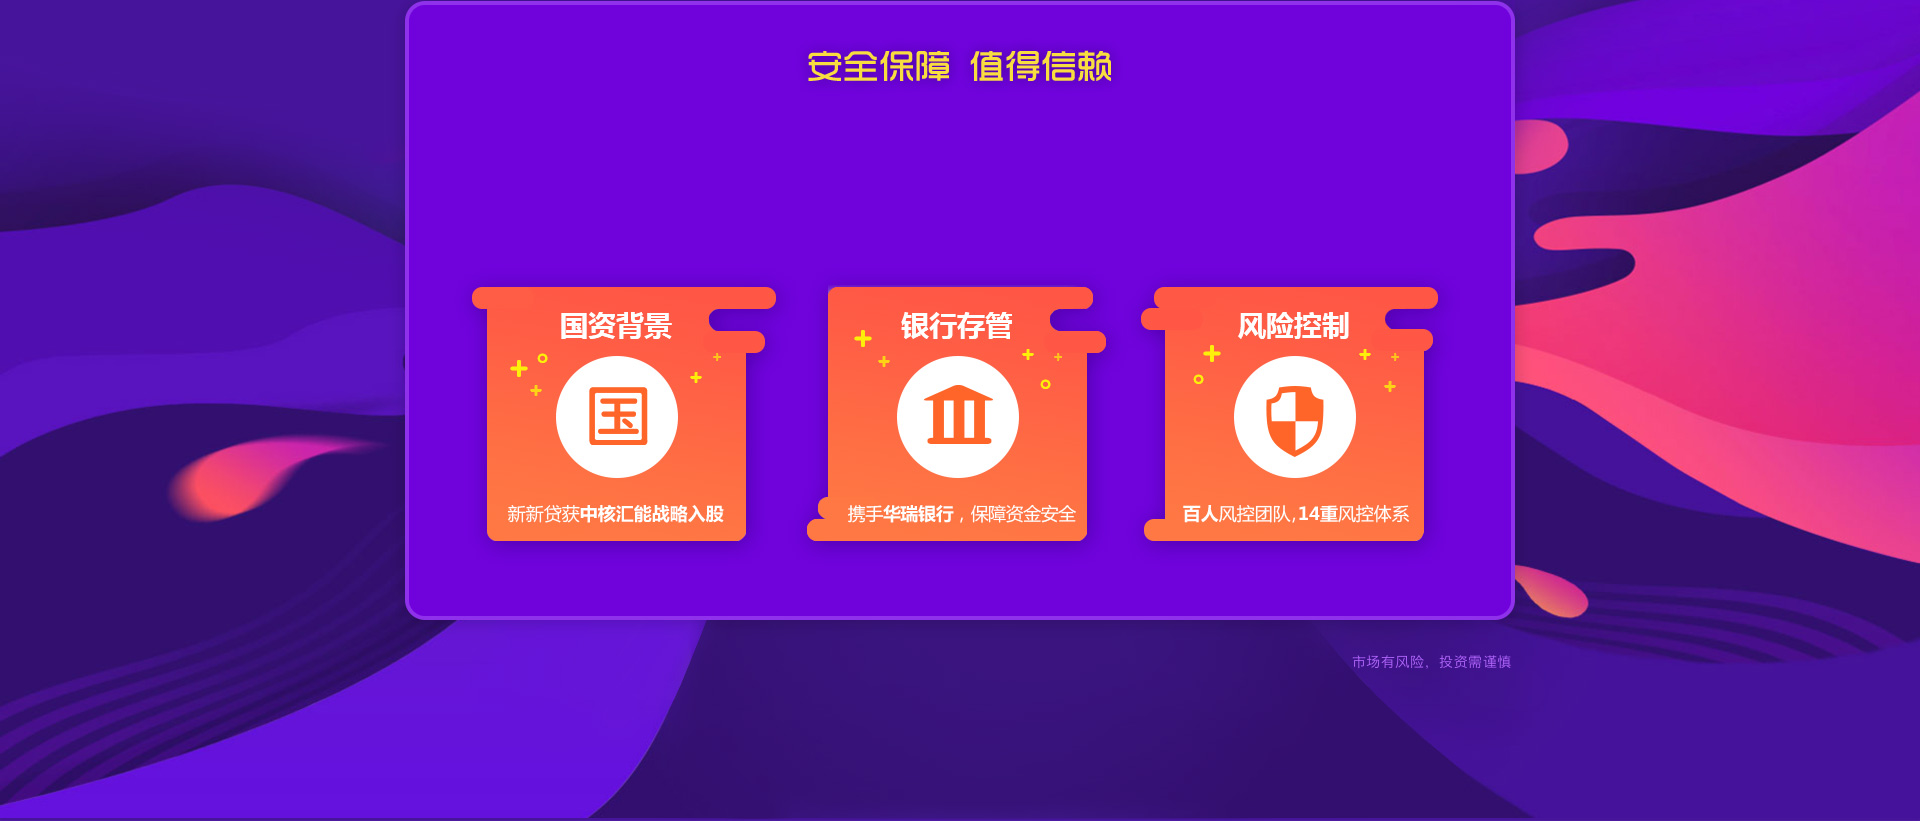 安全保障 值得信赖
国资背景
国
新新贷获中核汇能战略入股
银行存管
携手华瑞银行，保障资金安全
风险控制
百人风控团队,14重风控体系
市场有风险，投资需谨慎